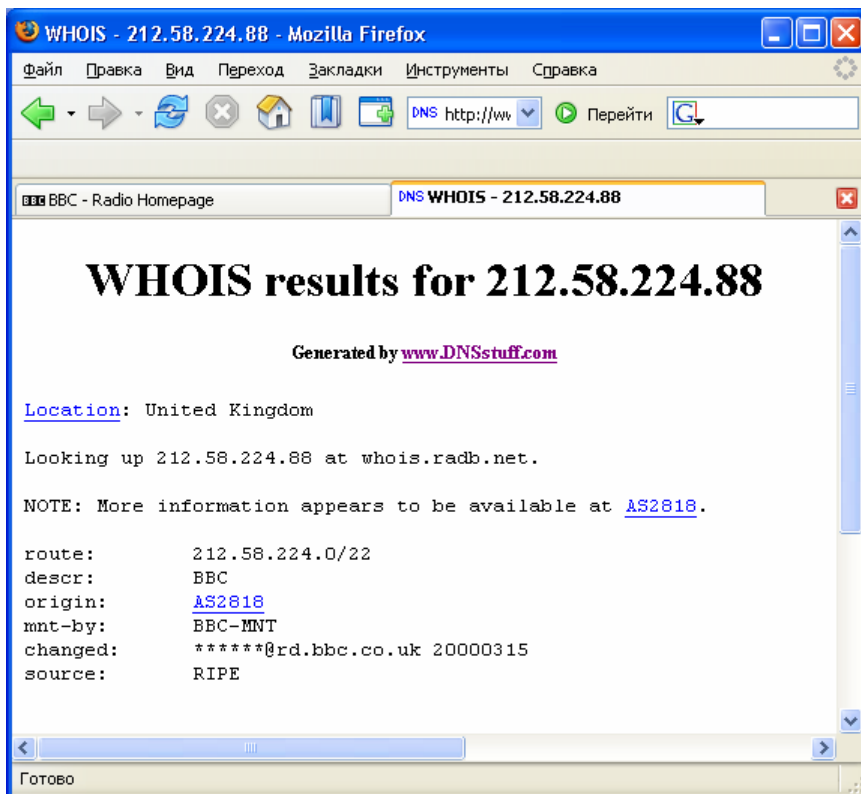 WHOIS - 212.58.224.88 - Mozilla Firefox
Файл Правка Вид Переход Закладки Инструменты Справка
DNS http://ww Перейти G
BBC BBC - Radio Homepage DNS WHOIS - 212.58.224.88
WHOIS results for 212.58.224.88
Generated by www.DNSstuff.com
Location: United Kingdom
Looking up 212.58.224.88 at whois.radb.net.
NOTE: More information appears to be available at AS2818.
route: 212.58.224.0/22
descr: BBC
origin: AS2818
mnt-by: BBC-MNT
changed: ******@rd.bbc.co.uk 20000315
source: RIPE
Готово